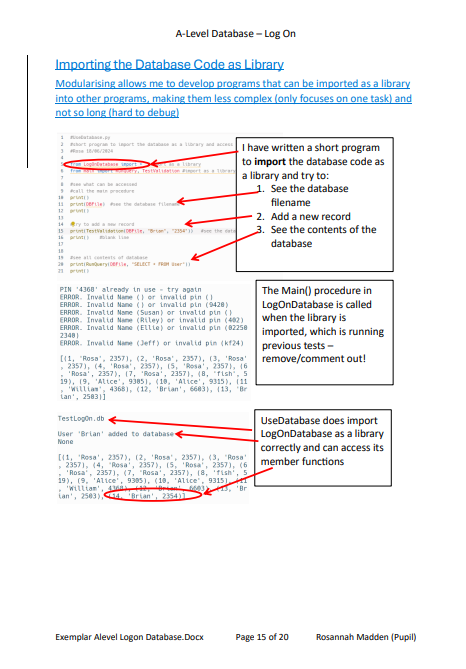 A-Level Database – Log On
Importing the Database Code as Library
Modularising allows me to develop programs that can be imported as a library
into other programs, making them less complex (only focuses on one task) and
not so long (hard to debug)
1 #UseDatabase.py
2 #short program to import the database as a library and access
3 #Rosa 10/06/2024
4
5 from LogOnDatabase import * as a library
6 from main import RunQuery, TestValidation #import as a library
7
8 #see what can be accessed
9 #call the main procedure
10 print()
11 print(DBFile) #see the database filename
12 print()
13
14 #try to add a new record
15 print(TestValidation(DBFile, "Brian", "2354")) #see the data
16 print() #blank line
17
18
19 #see all contents of database
20 print(RunQuery(DBFile, "SELECT * FROM User"))
21 print()
I have written a short program
to import the database code as
a library and try to:
1. See the database
filename
2. Add a new record
3. See the contents of the
database
PIN '4368' already in use - try again
ERROR. Invalid Name () or invalid pin ()
ERROR. Invalid Name () or invalid pin (9420)
ERROR. Invalid Name (Susan) or invalid pin ()
ERROR. Invalid Name (Riley) or invalid pin (402)
ERROR. Invalid Name (Ellie) or invalid pin (02250
2340)
ERROR. Invalid Name (Jeff) or invalid pin (kf24)
[(1, 'Rosa', 2357), (2, 'Rosa', 2357), (3, 'Rosa'
, 2357), (4, 'Rosa', 2357), (5, 'Rosa', 2357), (6
, 'Rosa', 2357), (7, 'Rosa', 2357), (8, 'fish', 5
19), (9, 'Alice', 9305), (10, 'Alice', 9315), (11
, 'William', 4368), (12, 'Brian', 6603), (13, 'Br
ian', 2503)]
The Main() procedure in
LogOnDatabase is called
when the library is
imported, which is running
previous tests –
remove/comment out!
TestLogOn.db
User 'Brian' added to database
None
[(1, 'Rosa', 2357), (2, 'Rosa', 2357), (3, 'Rosa'
, 2357), (4, 'Rosa', 2357), (5, 'Rosa', 2357), (6
, 'Rosa', 2357), (7, 'Rosa', 2357), (8, 'fish', 5
19), (9, 'Alice', 9305), (10, 'Alice', 9315), (11
, 'William', 4368), (12, 'Brian', 6603), (13, 'Br
ian', 2503), (14, 'Brian', 2354)]
UseDatabase does import
LogOnDatabase as a library
correctly and can access its
member functions
Exemplar Alevel Logon Database.Docx Page 15 of 20 Rosannah Madden (Pupil)